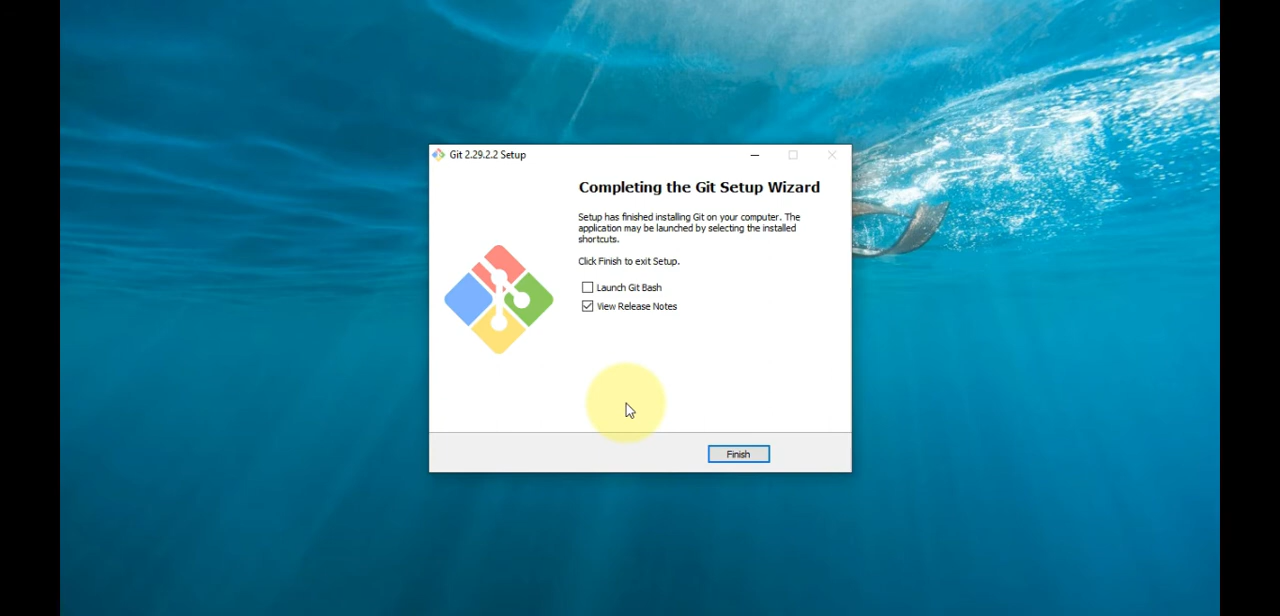 Git 2.29.2.2 Setup
Completing the Git Setup Wizard
Setup has finished installing Git on your computer. The
application may be launched by selecting the installed
shortcuts.
Click Finish to exit Setup.
Launch Git Bash
View Release Notes
Finish